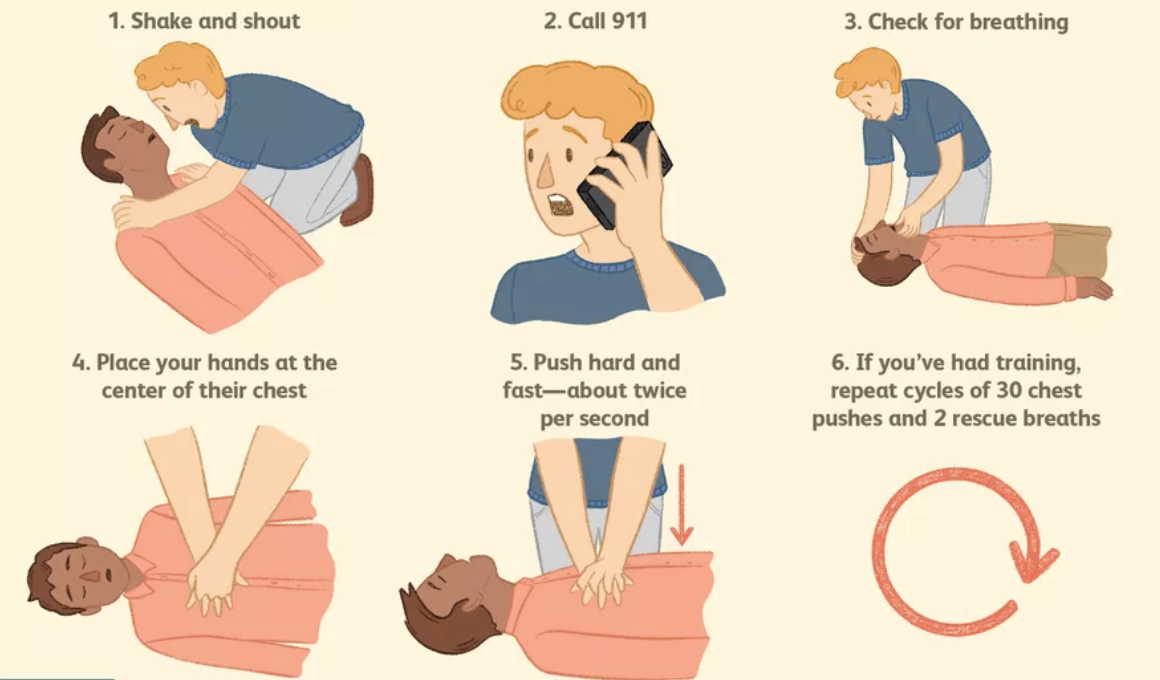 1. Shake and shout
2. Call 911
3. Check for breathing
4. Place your hands at the
center of their chest
5. Push hard and
fast—about twice
per second
6. If you’ve had training,
repeat cycles of 30 chest
pushes and 2 rescue breaths